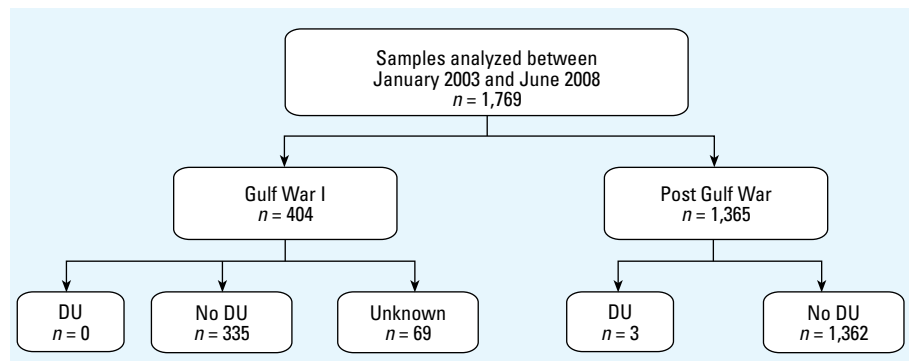 Samples analyzed between
January 2003 and June 2008
n = 1,769
Gulf War I
n = 404
Post Gulf War
n = 1,365
DU
n = 0
No DU
n = 335
Unknown
n = 69
DU
n = 3
No DU
n = 1,362